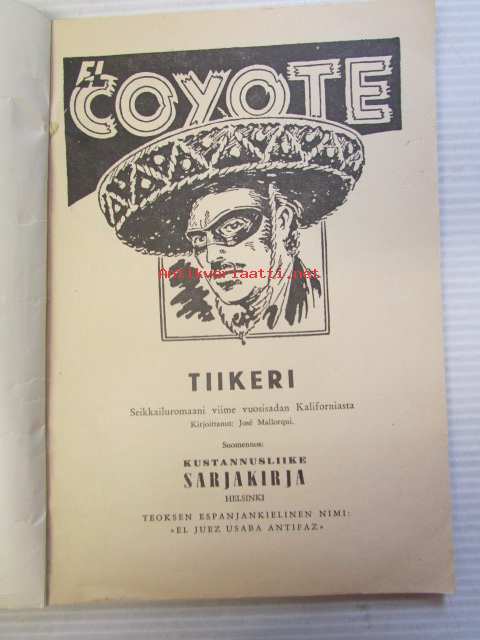 EL
COYOTE
Antikvariaatti.net
TIIKERI
Seikkailuromaani viime vuosisadan Kaliforniasta
Kirjoittanut: José Mallorqui.
Suomennos:
KUSTANNUSLIIKE
SARJAKIRJA
HELSINKI
TEOKSEN ESPANJANKIELINEN NIMI:
»EL JUEZ USABA ANTIFAZ»